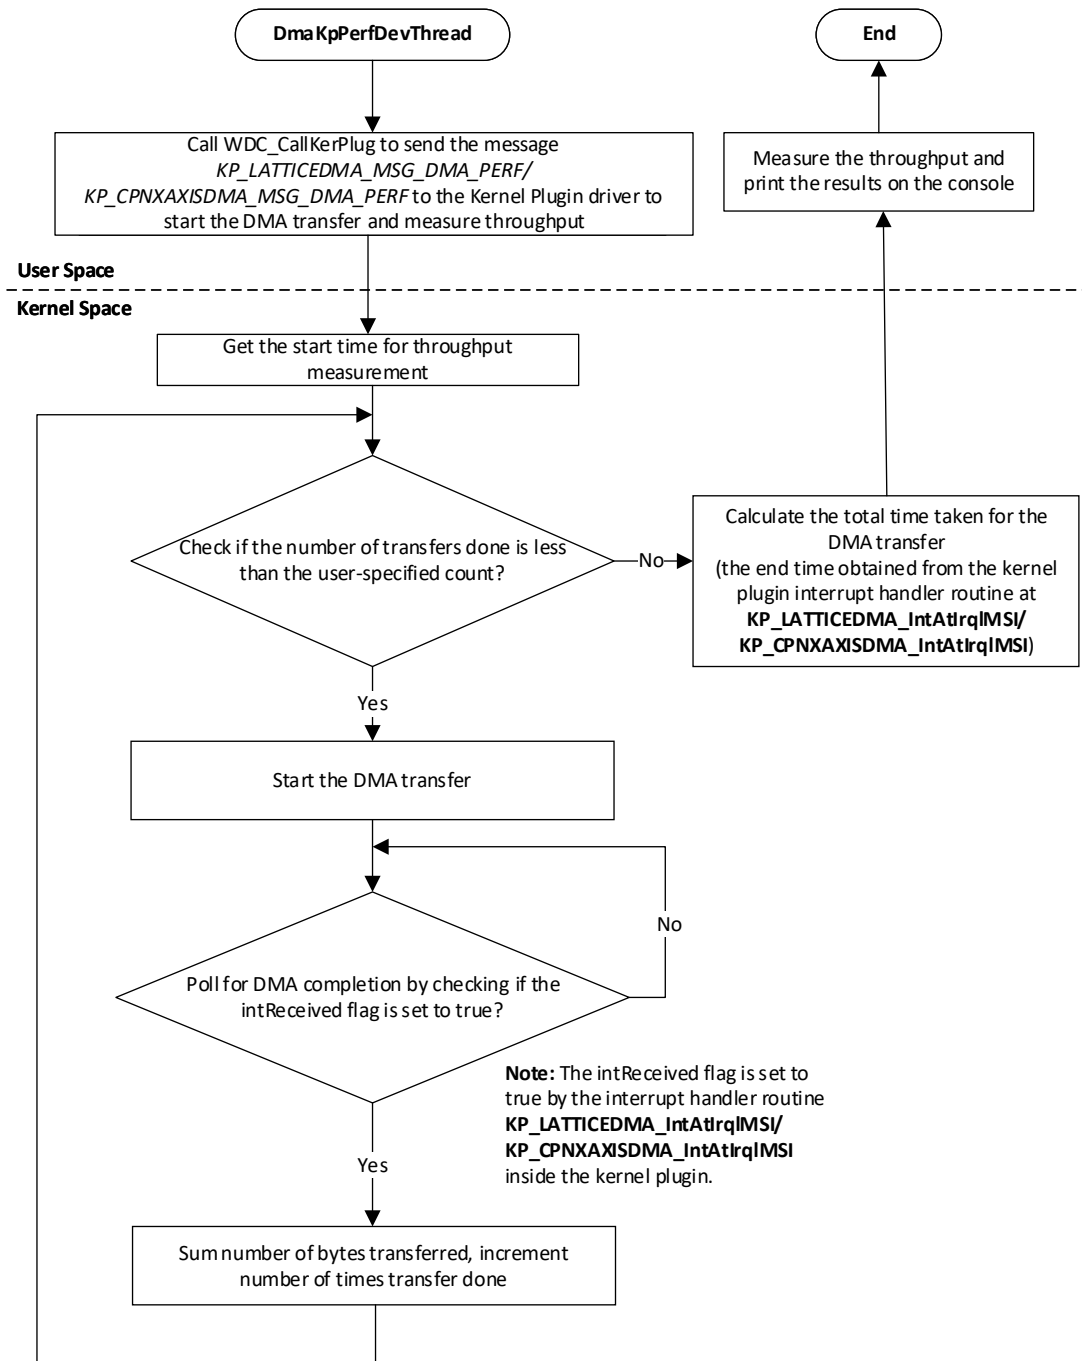 DmaKpPerfDevThread
End
Call WDC_CallKerPlug to send the message
KP_LATTICEDMA_MSG_DMA_PERF/
KP_CPNXAXISDMA_MSG_DMA_PERF to the Kernel Plugin driver to
start the DMA transfer and measure throughput
Measure the throughput and
print the results on the console
User Space
Kernel Space
Get the start time for throughput
measurement
Check if the number of transfers done is less
than the user-specified count?
No
Calculate the total time taken for the
DMA transfer
(the end time obtained from the kernel
plugin interrupt handler routine at
KP_LATTICEDMA_IntAtIrqlMSI/
KP_CPNXAXISDMA_IntAtIrqlMSI)
Yes
Start the DMA transfer
No
Poll for DMA completion by checking if the
intReceived flag is set to true?
Note: The intReceived flag is set to
true by the interrupt handler routine
KP_LATTICEDMA_IntAtIrqlMSI/
KP_CPNXAXISDMA_IntAtIrqlMSI
inside the kernel plugin.
Yes
Sum number of bytes transferred, increment
number of times transfer done